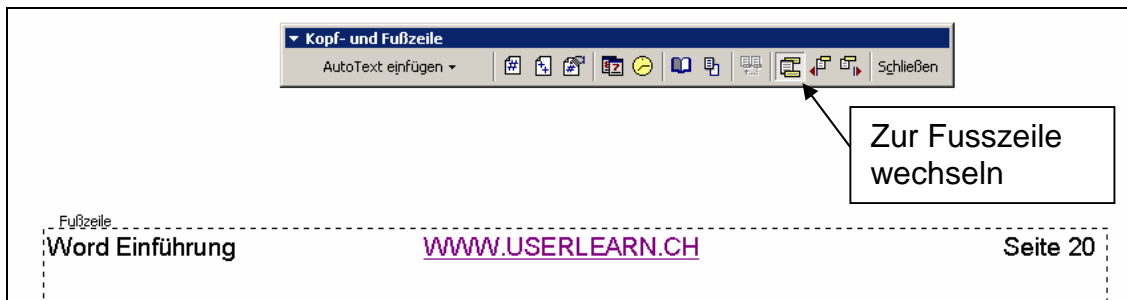 Kopf- und Fußzeile
AutoText einfügen
Schließen
Zur Fusszeile
wechseln
Fußzeile
Word Einführung WWW.USERLEARN.CH Seite 20